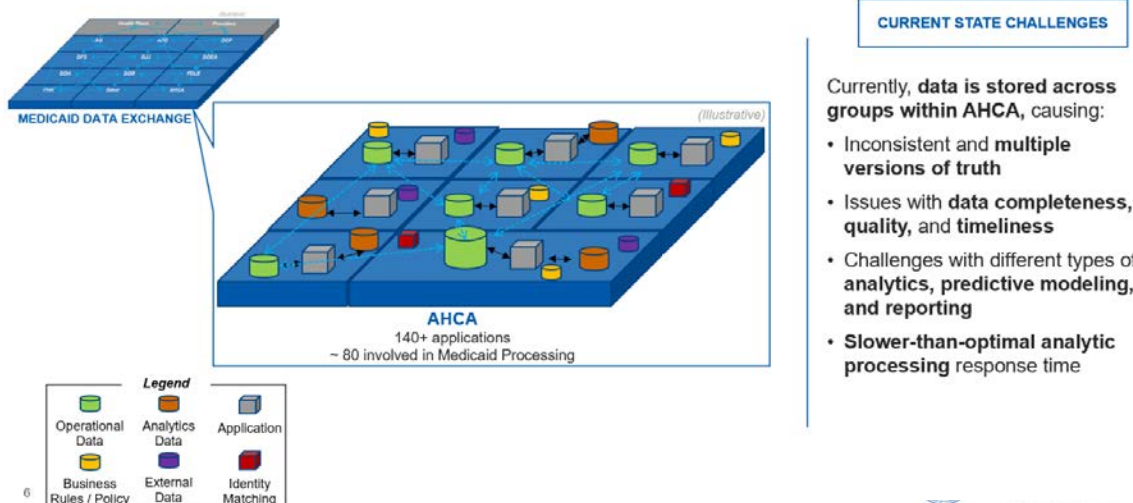 CURRENT STATE CHALLENGES
MEDICAID DATA EXCHANGE
(Illustrative)
AHCA
140+ applications
~ 80 involved in Medicaid Processing
Currently, data is stored across
groups within AHCA, causing:
• Inconsistent and multiple
versions of truth
• Issues with data completeness,
quality, and timeliness
• Challenges with different types of
analytics, predictive modeling,
and reporting
• Slower-than-optimal analytic
processing response time
Legend
Operational
Data
Analytics
Data
Application
Business
Rules / Policy
External
Data
Identity
Matching
6